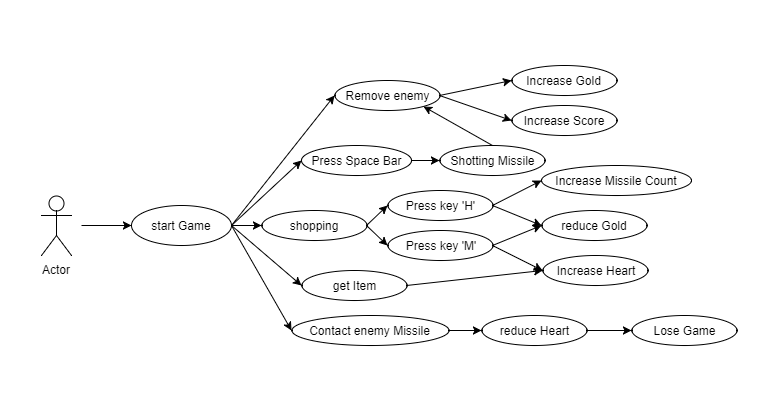 Increase Gold
Remove enemy
Increase Score
Press Space Bar
Shotting Missile
Increase Missile Count
Press key 'H'
start Game
shopping
reduce Gold
Press key 'M'
Actor
Increase Heart
get Item
Contact enemy Missile
reduce Heart
Lose Game